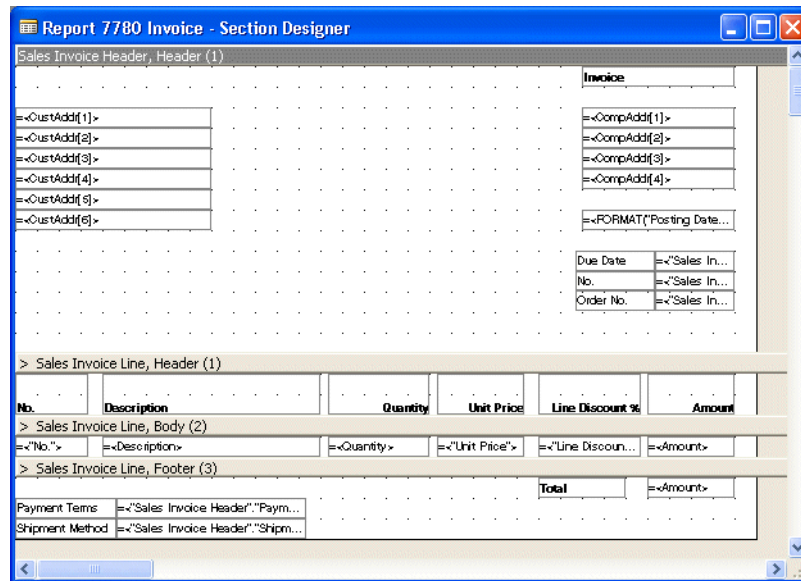 Report 7780 Invoice - Section Designer
Sales Invoice Header, Header (1)
Invoice
=<CustAddr[1]> =<CompAddr[1]>
=<CustAddr[2]> =<CompAddr[2]>
=<CustAddr[3]> =<CompAddr[3]>
=<CustAddr[4]> =<CompAddr[4]>
=<CustAddr[5]>
=<CustAddr[6]> =<FORMAT("Posting Date...
Due Date =<"Sales In...
No. =<"Sales In...
Order No. =<"Sales In...
> Sales Invoice Line, Header (1)
No. Description Quantity Unit Price Line Discount % Amount
> Sales Invoice Line, Body (2)
=<"No."> =<Description> =<Quantity> =<"Unit Price"> =<"Line Discoun... =<Amount>
> Sales Invoice Line, Footer (3)
Total =<Amount>
Payment Terms =<"Sales Invoice Header"."Paym...
Shipment Method =<"Sales Invoice Header"."Shipm...